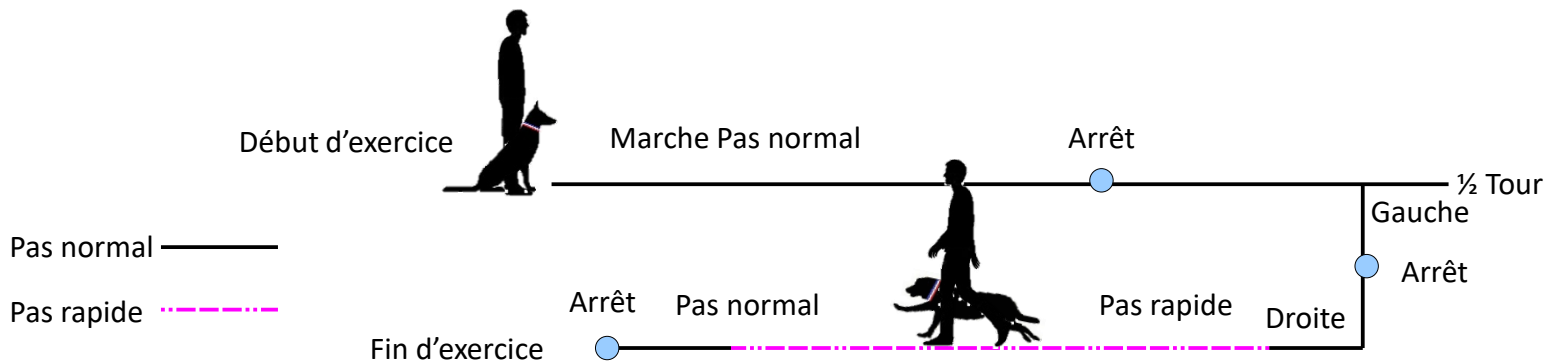 Début d'exercice
Marche Pas normal
Arrêt
½ Tour
Gauche
Pas normal
Arrêt
Pas rapide
Arrêt
Pas normal
Pas rapide
Droite
Fin d'exercice